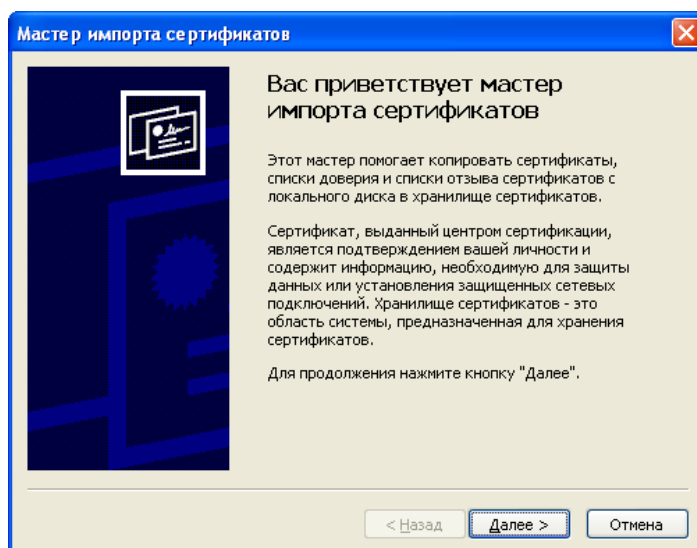 Мастер импорта сертификатов
Вас приветствует мастер
импорта сертификатов
Этот мастер помогает копировать сертификаты,
списки доверия и списки отзыва сертификатов с
локального диска в хранилище сертификатов.
Сертификат, выданный центром сертификации,
является подтверждением вашей личности и
содержит информацию, необходимую для защиты
данных или установления защищенных сетевых
подключений. Хранилище сертификатов - это
область системы, предназначенная для хранения
сертификатов.
Для продолжения нажмите кнопку "Далее".
< Назад
Далее >
Отмена